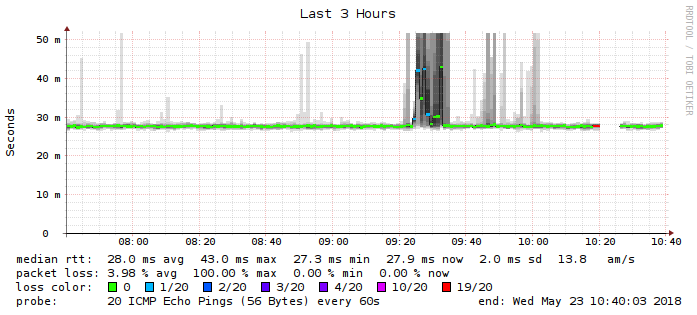 Last 3 Hours
RRDTOOL / TOBI OETIKER
Seconds
50 m
40 m
30 m
20 m
10 m
0
08:00 08:20 08:40 09:00 09:20 09:40 10:00 10:20 10:40
median rtt: 28.0 ms avg 43.0 ms max 27.3 ms min 27.9 ms now 2.0 ms sd 13.8 am/s
packet loss: 3.98 % avg 100.00 % max 0.00 % min 0.00 % now
loss color: 0 1/20 2/20 3/20 4/20 10/20 19/20
probe: 20 ICMP Echo Pings (56 Bytes) every 60s end: Wed May 23 10:40:03 2018